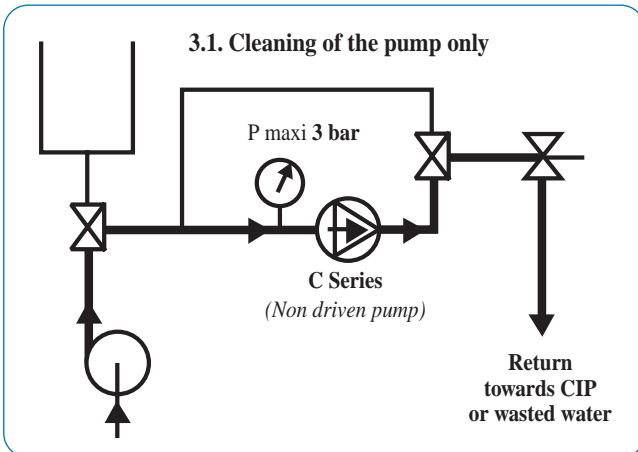 3.1. Cleaning of the pump only
P maxi 3 bar
C Series
(Non driven pump)
Return
towards CIP
or wasted water